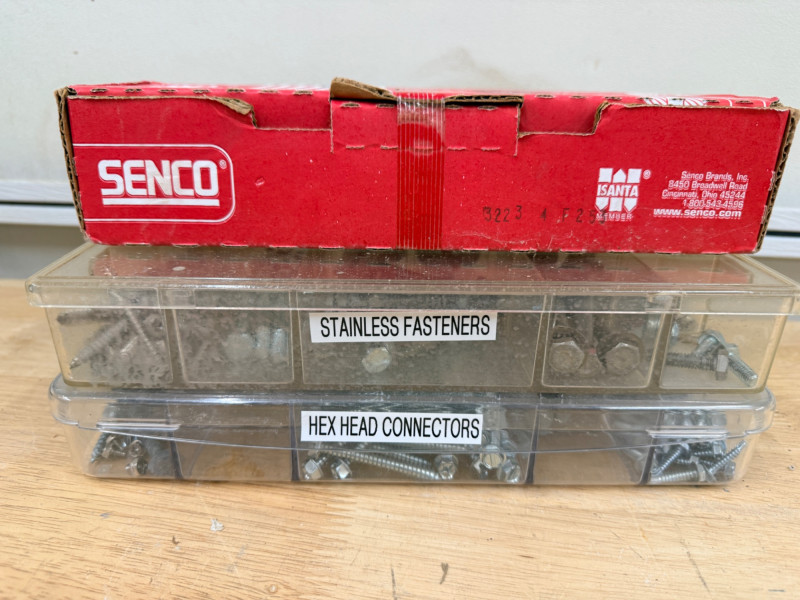 SENCO®
ISANTA®
MEMBER
Senco Brands, Inc.
8450 Broadwell Road
Cincinnati, Ohio 45244
1-800-543-4596
www.senco.com
STAINLESS FASTENERS
HEX HEAD CONNECTORS